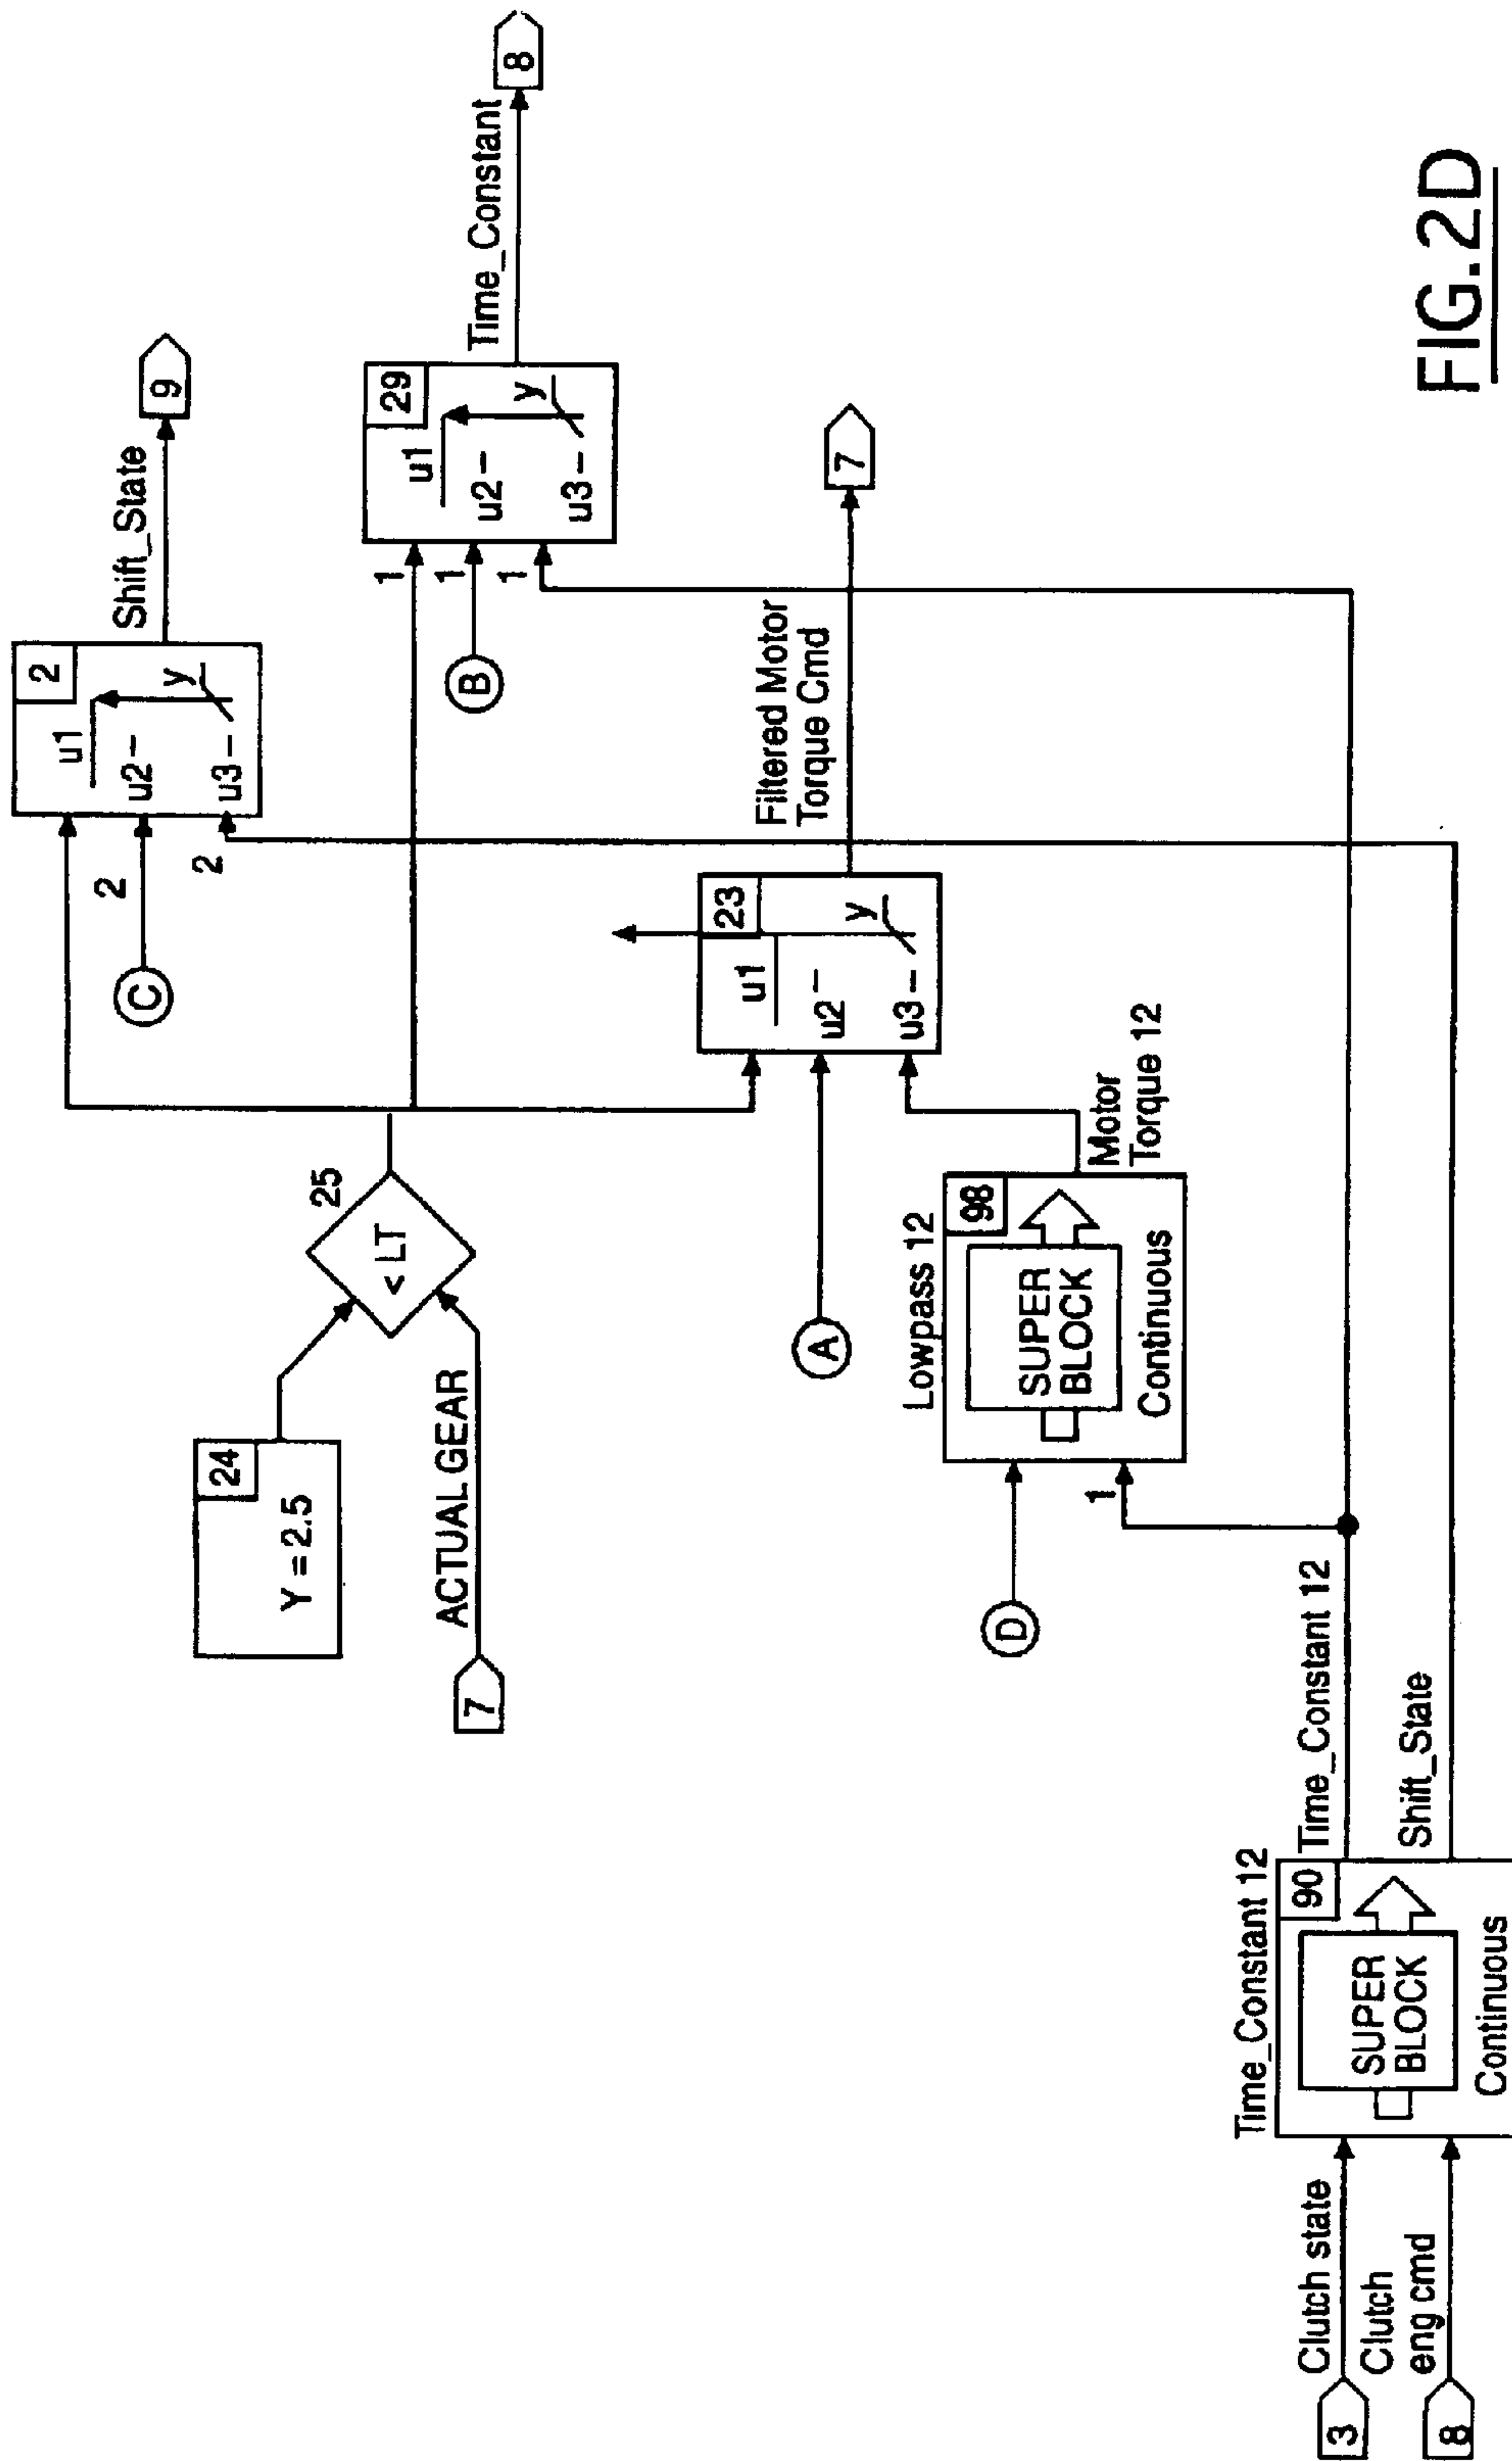 2
u1
u2
u3
y
Shift_State
9
C
2
2
24
Y = 2.5
25
< LT
7
ACTUAL GEAR
29
u1
u2
u3
y
1
1
1
B
Time_Constant
8
23
u1
u2
u3
y
A
Filtered Motor
Torque Cmd
7
Lowpass 12
98
SUPER
BLOCK
Continuous
D
1
Motor
Torque 12
Time_Constant 12
90
SUPER
BLOCK
Continuous
Time_Constant 12
Shift_State
3
Clutch state
Clutch
eng cmd
8
FIG.2D